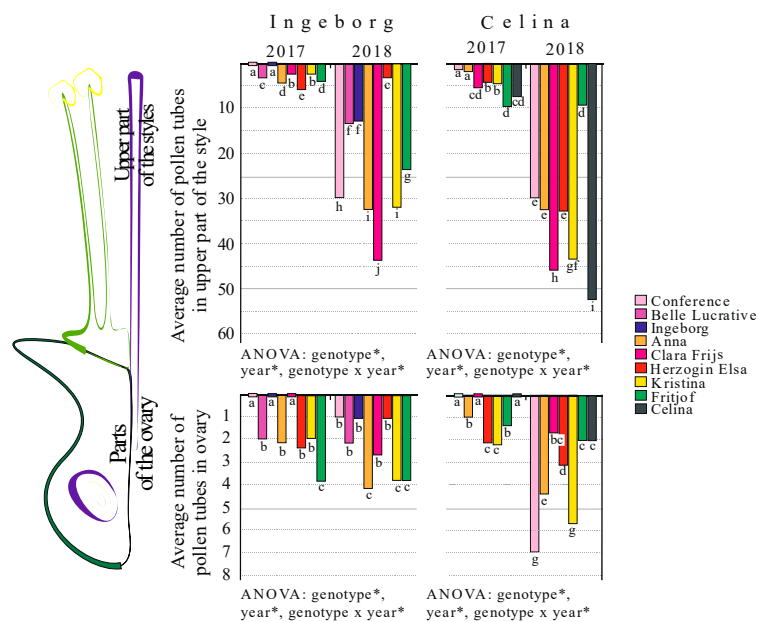 Ingeborg
Celina
2017
2018
2017
2018
Upper part
of the styles
Average number of pollen tubes
in upper part of the style
10
20
30
40
50
60
a
c
a
d
b
e
b
d
h
f
f
i
j
c
i
g
a
a
cd
b
b
d
cd
e
e
h
e
gf
d
i
ANOVA: genotype*,
year*, genotype x year*
ANOVA: genotype*,
year*, genotype x year*
Conference
Belle Lucrative
Ingeborg
Anna
Clara Frijs
Herzogin Elsa
Kristina
Fritjof
Celina
Parts
of the ovary
Average number of
pollen tubes in ovary
1
2
3
4
5
6
7
8
a
b
a
b
a
b
b
c
b
b
b
c
b
b
c
c
a
b
a
c
c
b
a
g
e
bc
d
g
c
c
ANOVA: genotype*,
year*, genotype x year*
ANOVA: genotype*,
year*, genotype x year*